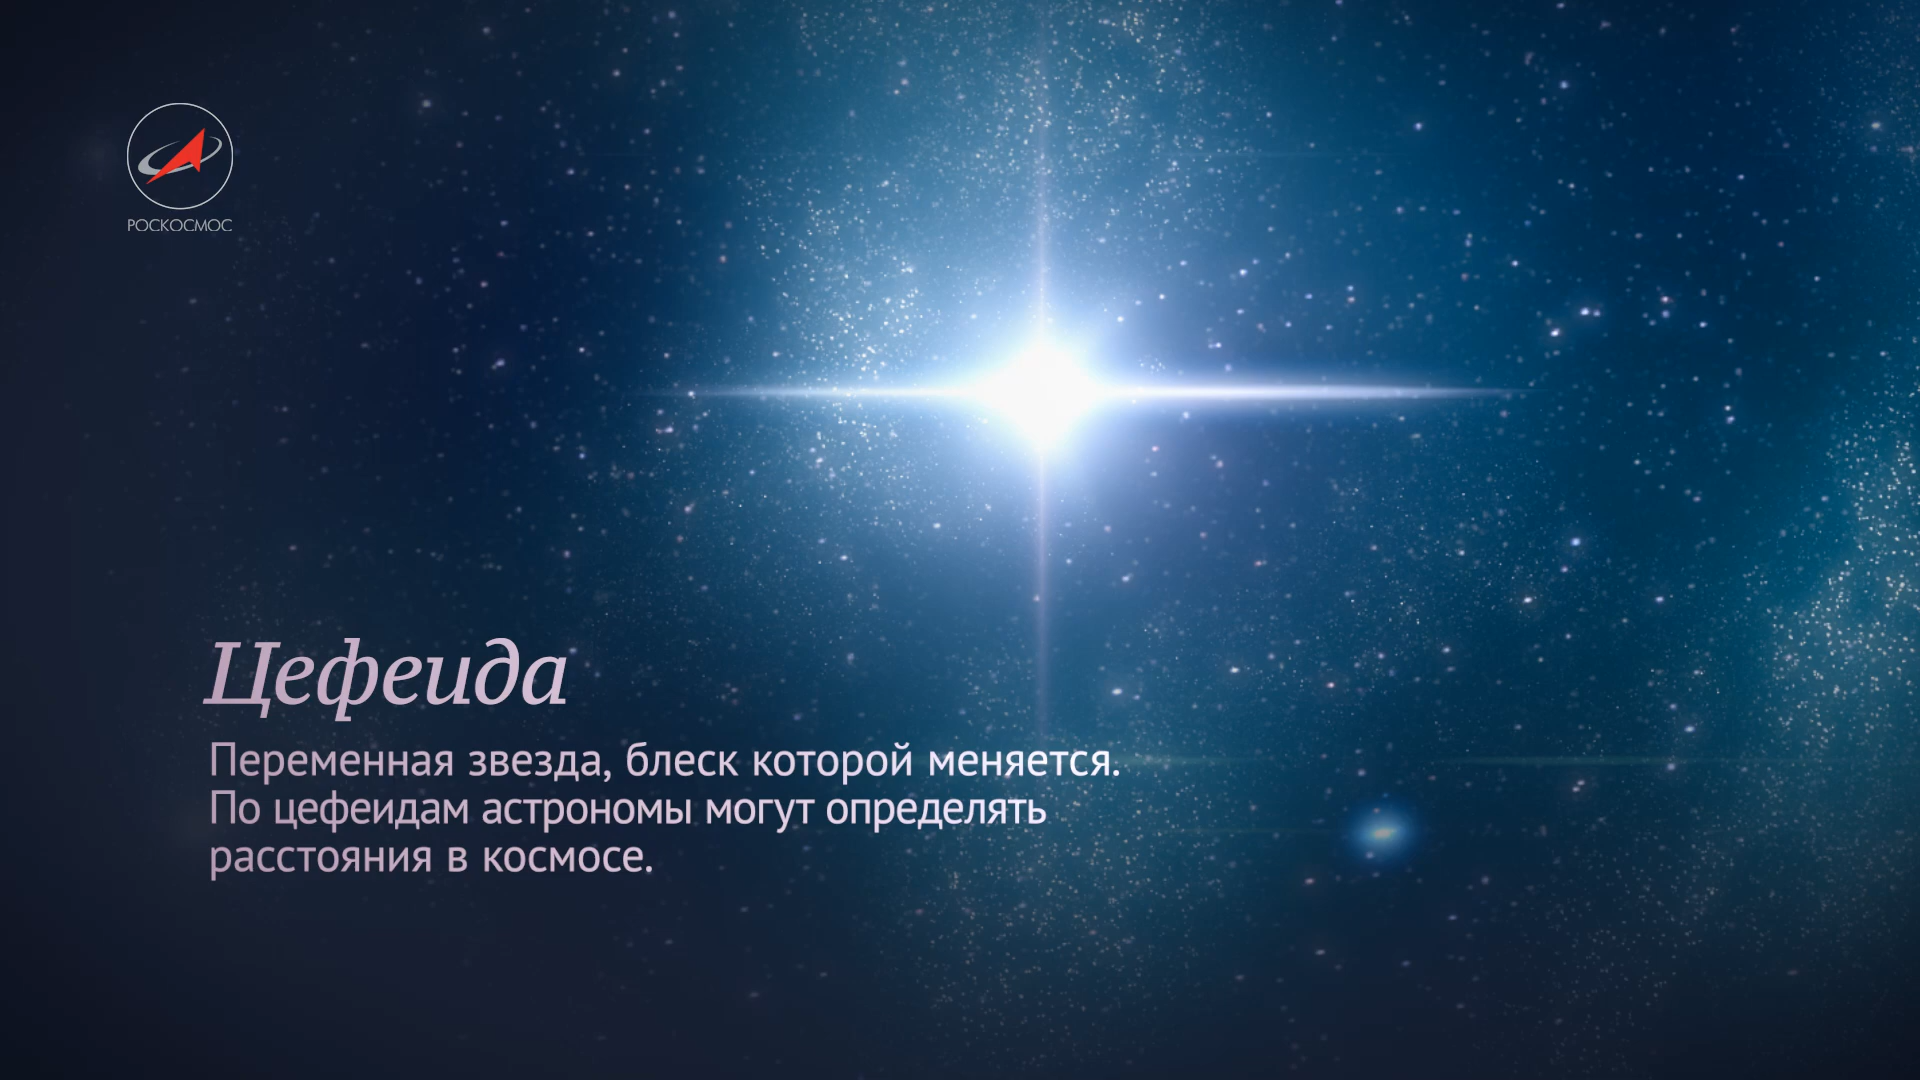 РОСКОСМОС
Цефеида
Переменная звезда, блеск которой меняется.
По цефеидам астрономы могут определять
расстояния в космосе.